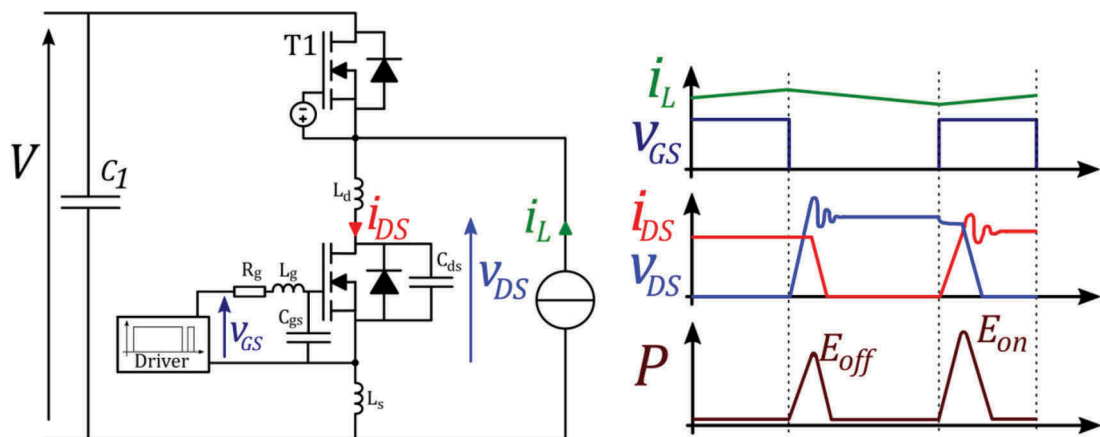 T1
V
C1
Ld
iDS
iL
vDS
Cds
Rg
Lg
vGS
Cgs
Driver
Ls
iL
vGS
iDS
vDS
P
Eoff
Eon